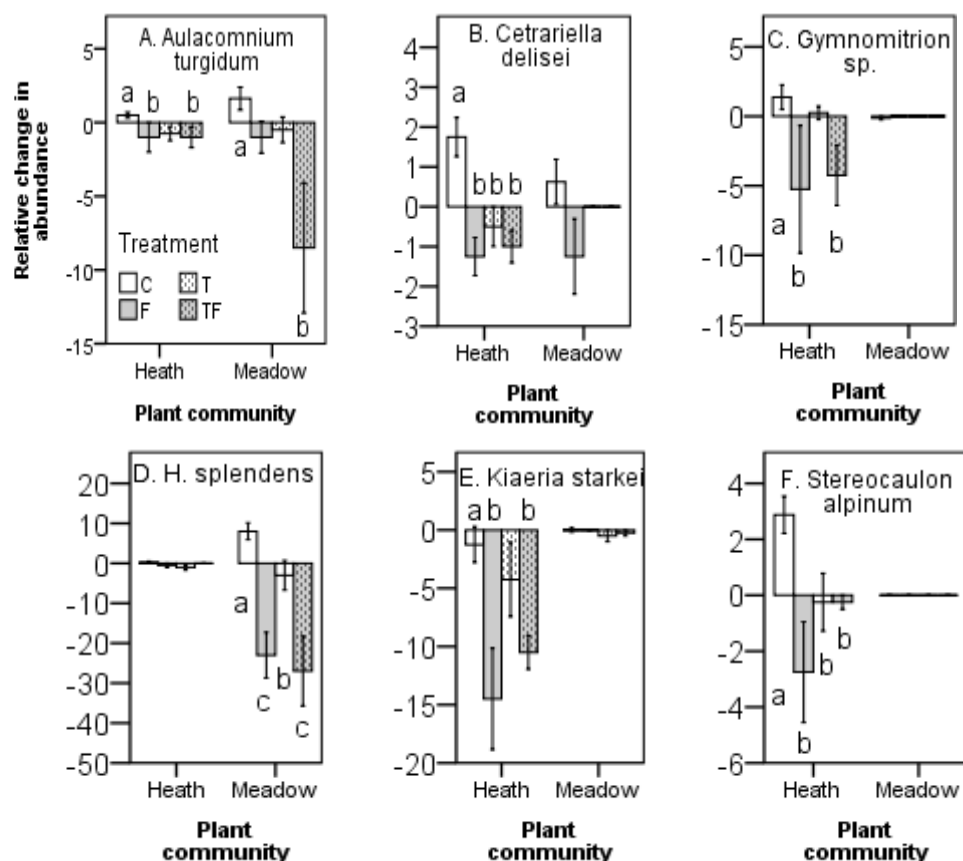 Relative change in
abundance
A. Aulacomnium
turgidum
5
0
-5
-10
-15
a
b
b
a
b
Treatment
C
T
F
TF
Heath
Meadow
Plant community
B. Cetrariella
delisei
4
3
2
1
0
-1
-2
-3
a
b
b
b
Heath
Meadow
Plant
community
C. Gymnomitrion
sp.
5
0
-5
-10
-15
a
b
b
Heath
Meadow
Plant
community
D. H. splendens
20
10
0
-10
-20
-30
-40
-50
a
c
b
c
Heath
Meadow
Plant
community
E. Kiaeria starkei
5
0
-5
-10
-15
-20
a
b
b
Heath
Meadow
Plant
community
F. Stereocaulon
alpinum
4
2
0
-2
-4
-6
a
b
b
b
Heath
Meadow
Plant
community